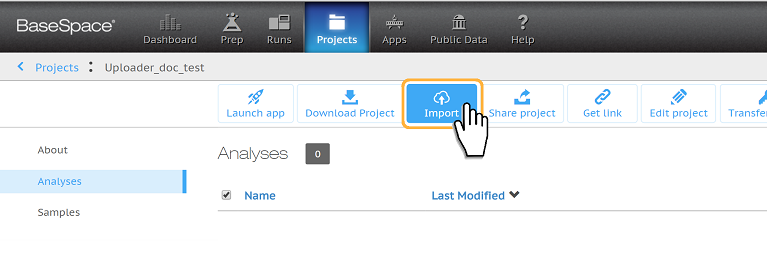 BaseSpace®
Dashboard Prep Runs Projects Apps Public Data Help
Projects : Uploader_doc_test
Launch app Download Project Import Share project Get link Edit project Transfer
About
Analyses
Samples
Analyses 0
Name Last Modified